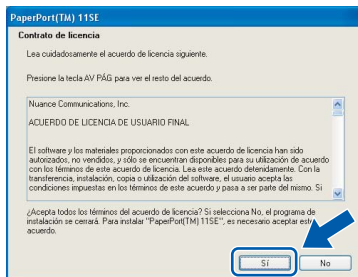 PaperPort(TM) 11SE
Contrato de licencia
Lea cuidadosamente el acuerdo de licencia siguiente.
Presione la tecla AV PÁG para ver el resto del acuerdo.
Nuance Communications, Inc.
ACUERDO DE LICENCIA DE USUARIO FINAL
El software y los materiales proporcionados con este acuerdo de licencia han sido
autorizados, no vendidos, y sólo se encuentran disponibles para su utilización de acuerdo
con los términos de este acuerdo de licencia. Lea este acuerdo detenidamente. Con la
transferencia, instalación, copia o utilización del software, el usuario acepta las
condiciones impuestas en los términos de este acuerdo y pasa a ser parte del mismo. Si
¿Acepta todos los términos del acuerdo de licencia? Si selecciona No, el programa de
instalación se cerrará. Para instalar "PaperPort(TM) 11SE", es necesario aceptar este
acuerdo.
Sí
No